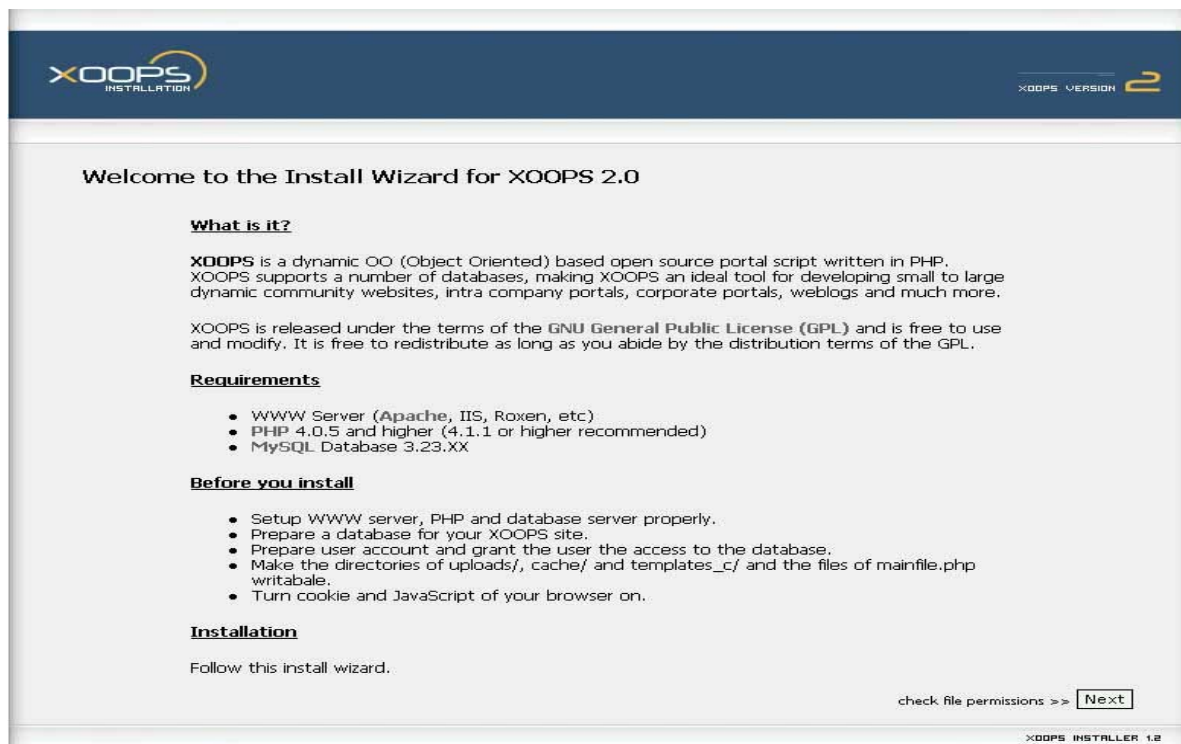 XOOPS
INSTALLATION
XOOPS VERSION 2
Welcome to the Install Wizard for XOOPS 2.0
What is it?
XOOPS is a dynamic OO (Object Oriented) based open source portal script written in PHP.
XOOPS supports a number of databases, making XOOPS an ideal tool for developing small to large
dynamic community websites, intra company portals, corporate portals, weblogs and much more.
XOOPS is released under the terms of the GNU General Public License (GPL) and is free to use
and modify. It is free to redistribute as long as you abide by the distribution terms of the GPL.
Requirements
• WWW Server (Apache, IIS, Roxen, etc)
• PHP 4.0.5 and higher (4.1.1 or higher recommended)
• MySQL Database 3.23.XX
Before you install
• Setup WWW server, PHP and database server properly.
• Prepare a database for your XOOPS site.
• Prepare user account and grant the user the access to the database.
• Make the directories of uploads/, cache/ and templates_c/ and the files of mainfile.php
writabale.
• Turn cookie and JavaScript of your browser on.
Installation
Follow this install wizard.
check file permissions >> Next
XOOPS INSTALLER 1.2